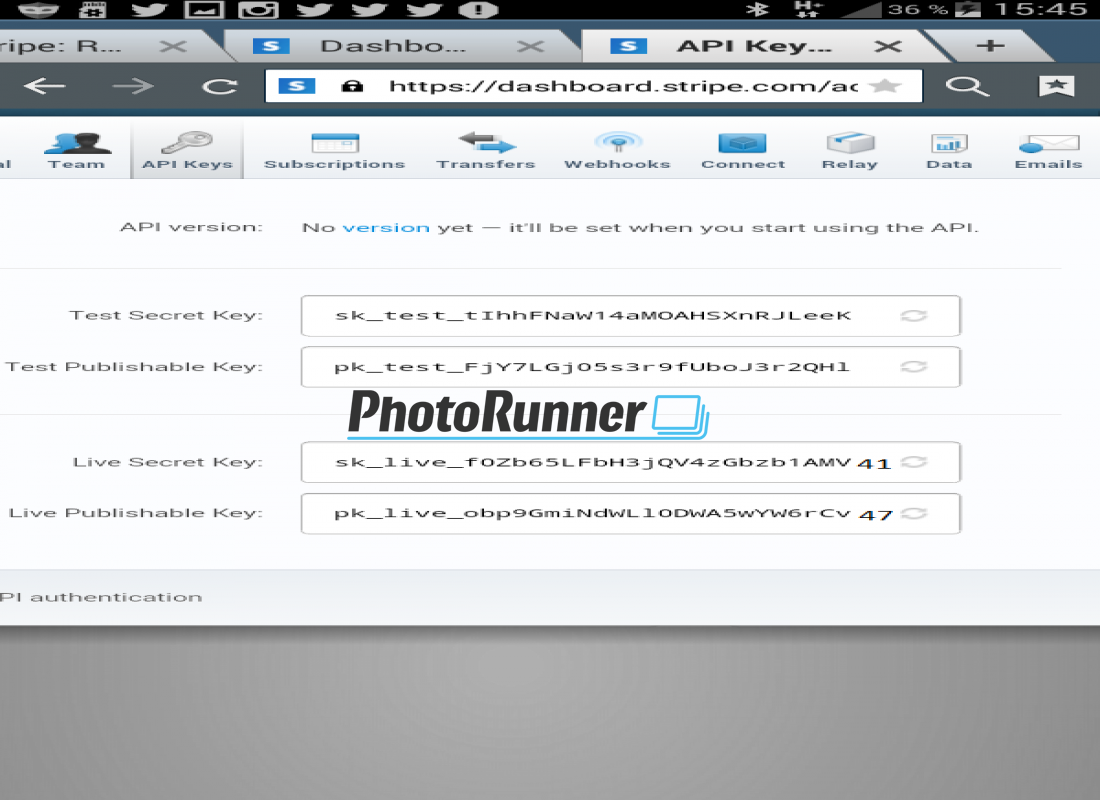 15:45
36 %
ripe: R...
Dashbo...
API Key...
https://dashboard.stripe.com/ac
al Team API Keys Subscriptions Transfers Webhooks Connect Relay Data Emails
API version: No version yet — it'll be set when you start using the API.
Test Secret Key: sk_test_tIhhFNaW14aMOAHSXnRJLeeK
Test Publishable Key: pk_test_FjY7LGjO5s3r9fUboJ3r2QHl
PhotoRunner
Live Secret Key: sk_live_f0Zb65LFbH3jQV4zGbzb1AMV 41
Live Publishable Key: pk_live_obp9GmiNdWLl0DWA5wYW6rCv 47
PI authentication